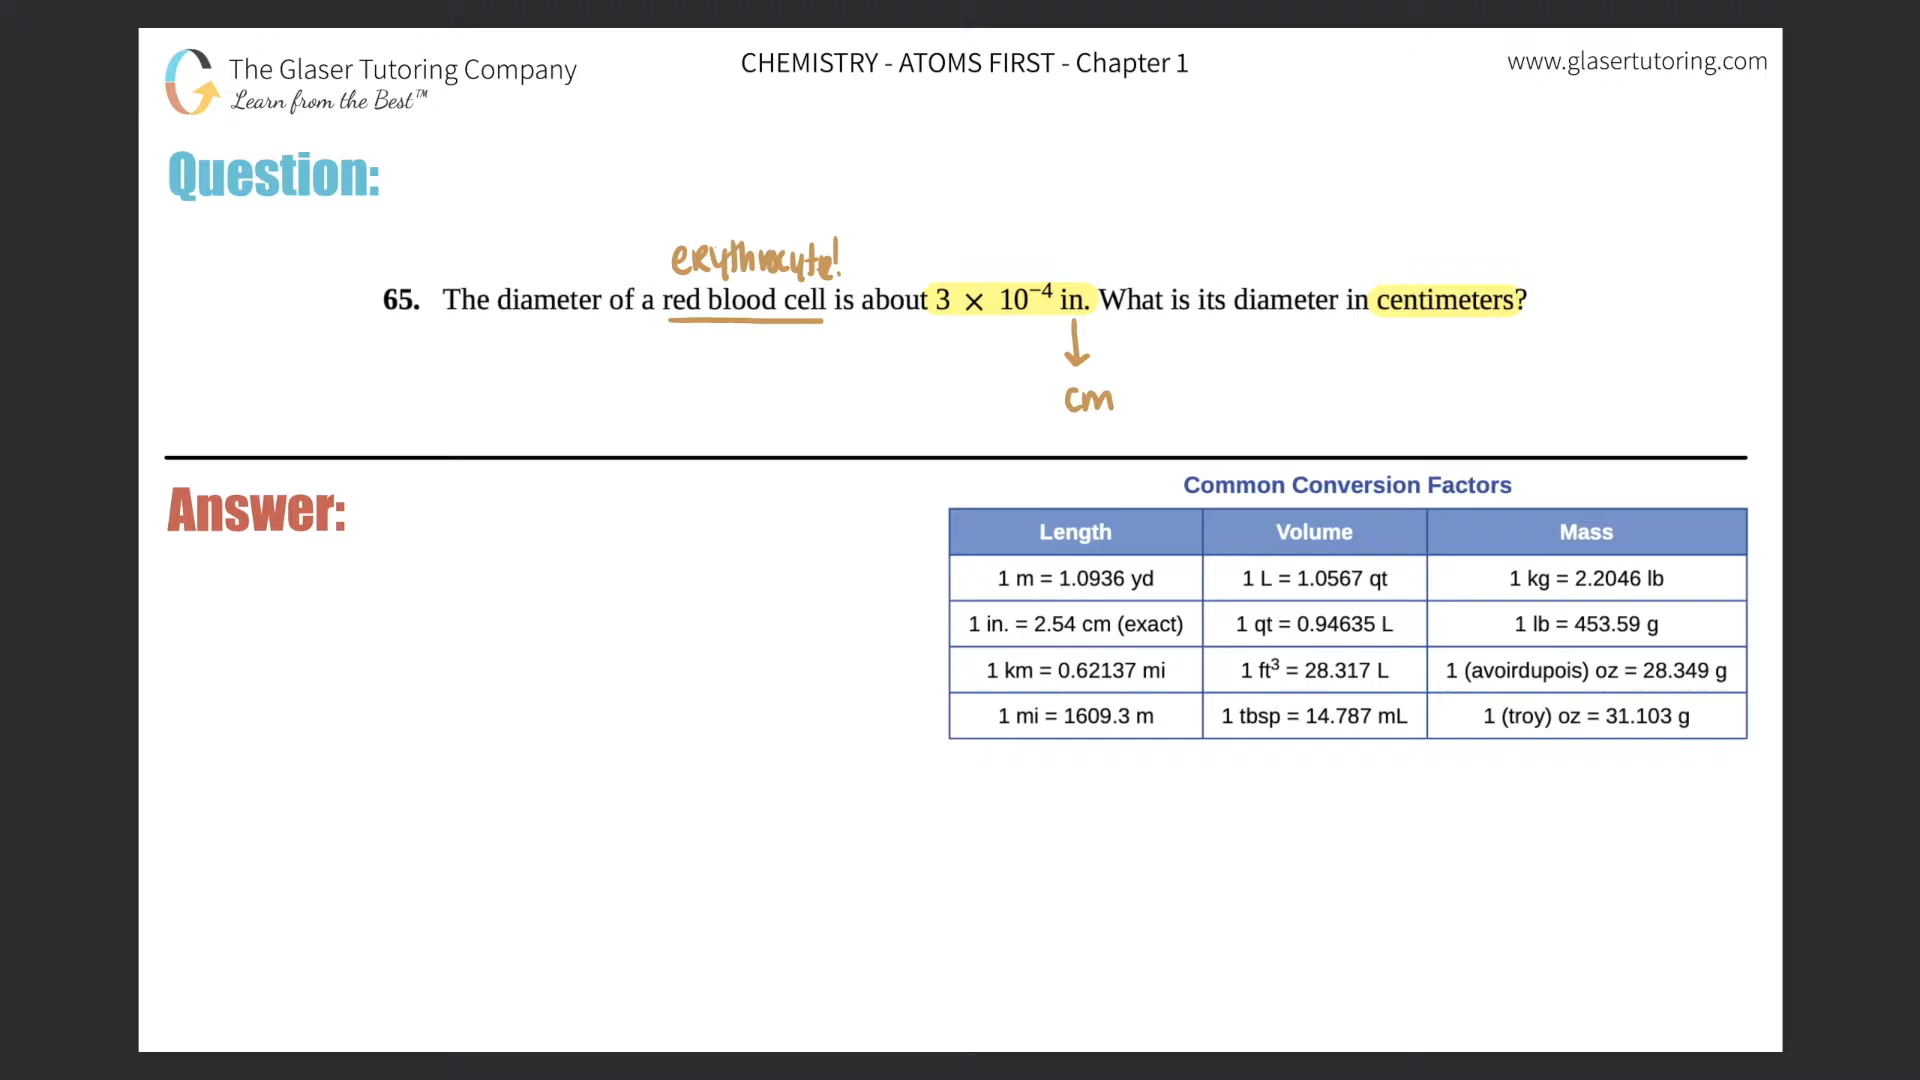 The Glaser Tutoring Company
Learn from the Best™
CHEMISTRY - ATOMS FIRST - Chapter 1
www.glasertutoring.com
Question:
erythrocyte!
65. The diameter of a red blood cell is about 3 × 10⁻⁴ in. What is its diameter in centimeters?
cm
Answer:
Common Conversion Factors
Length Volume Mass
1 m = 1.0936 yd 1 L = 1.0567 qt 1 kg = 2.2046 lb
1 in. = 2.54 cm (exact) 1 qt = 0.94635 L 1 lb = 453.59 g
1 km = 0.62137 mi 1 ft³ = 28.317 L 1 (avoirdupois) oz = 28.349 g
1 mi = 1609.3 m 1 tbsp = 14.787 mL 1 (troy) oz = 31.103 g